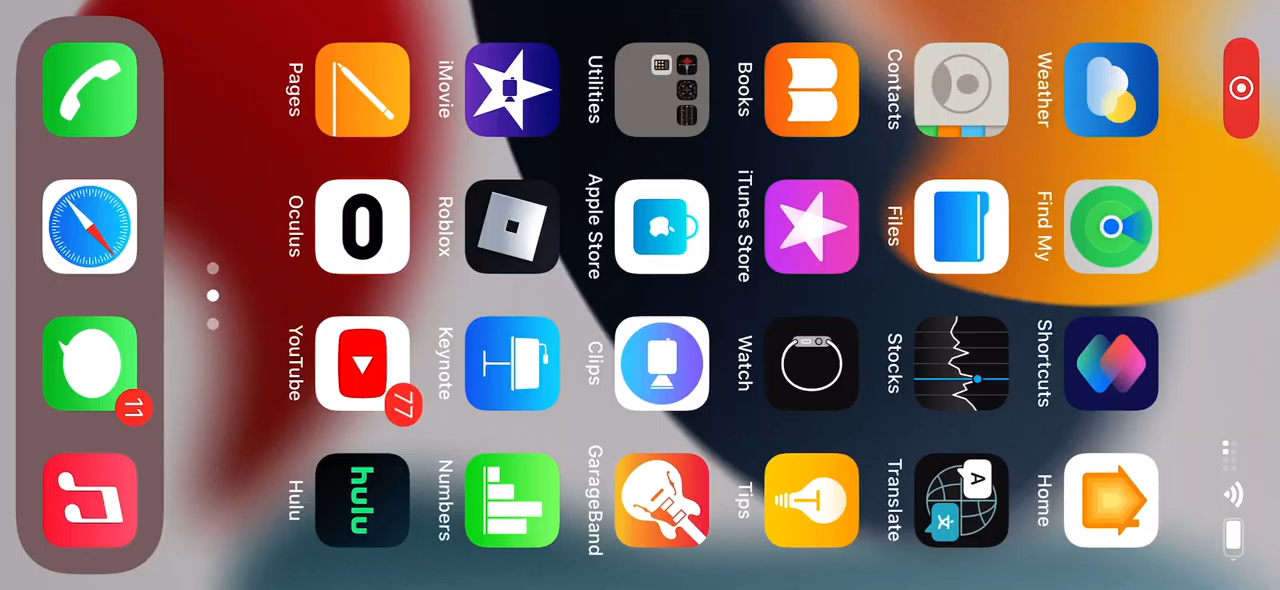 Weather
Find My
Shortcuts
Home
Contacts
Files
Stocks
Translate
A
文
Books
iTunes Store
Watch
Tips
Utilities
Apple Store
Clips
GarageBand
iMovie
Roblox
Keynote
Numbers
77
hulu
Pages
Oculus
YouTube
Hulu
11